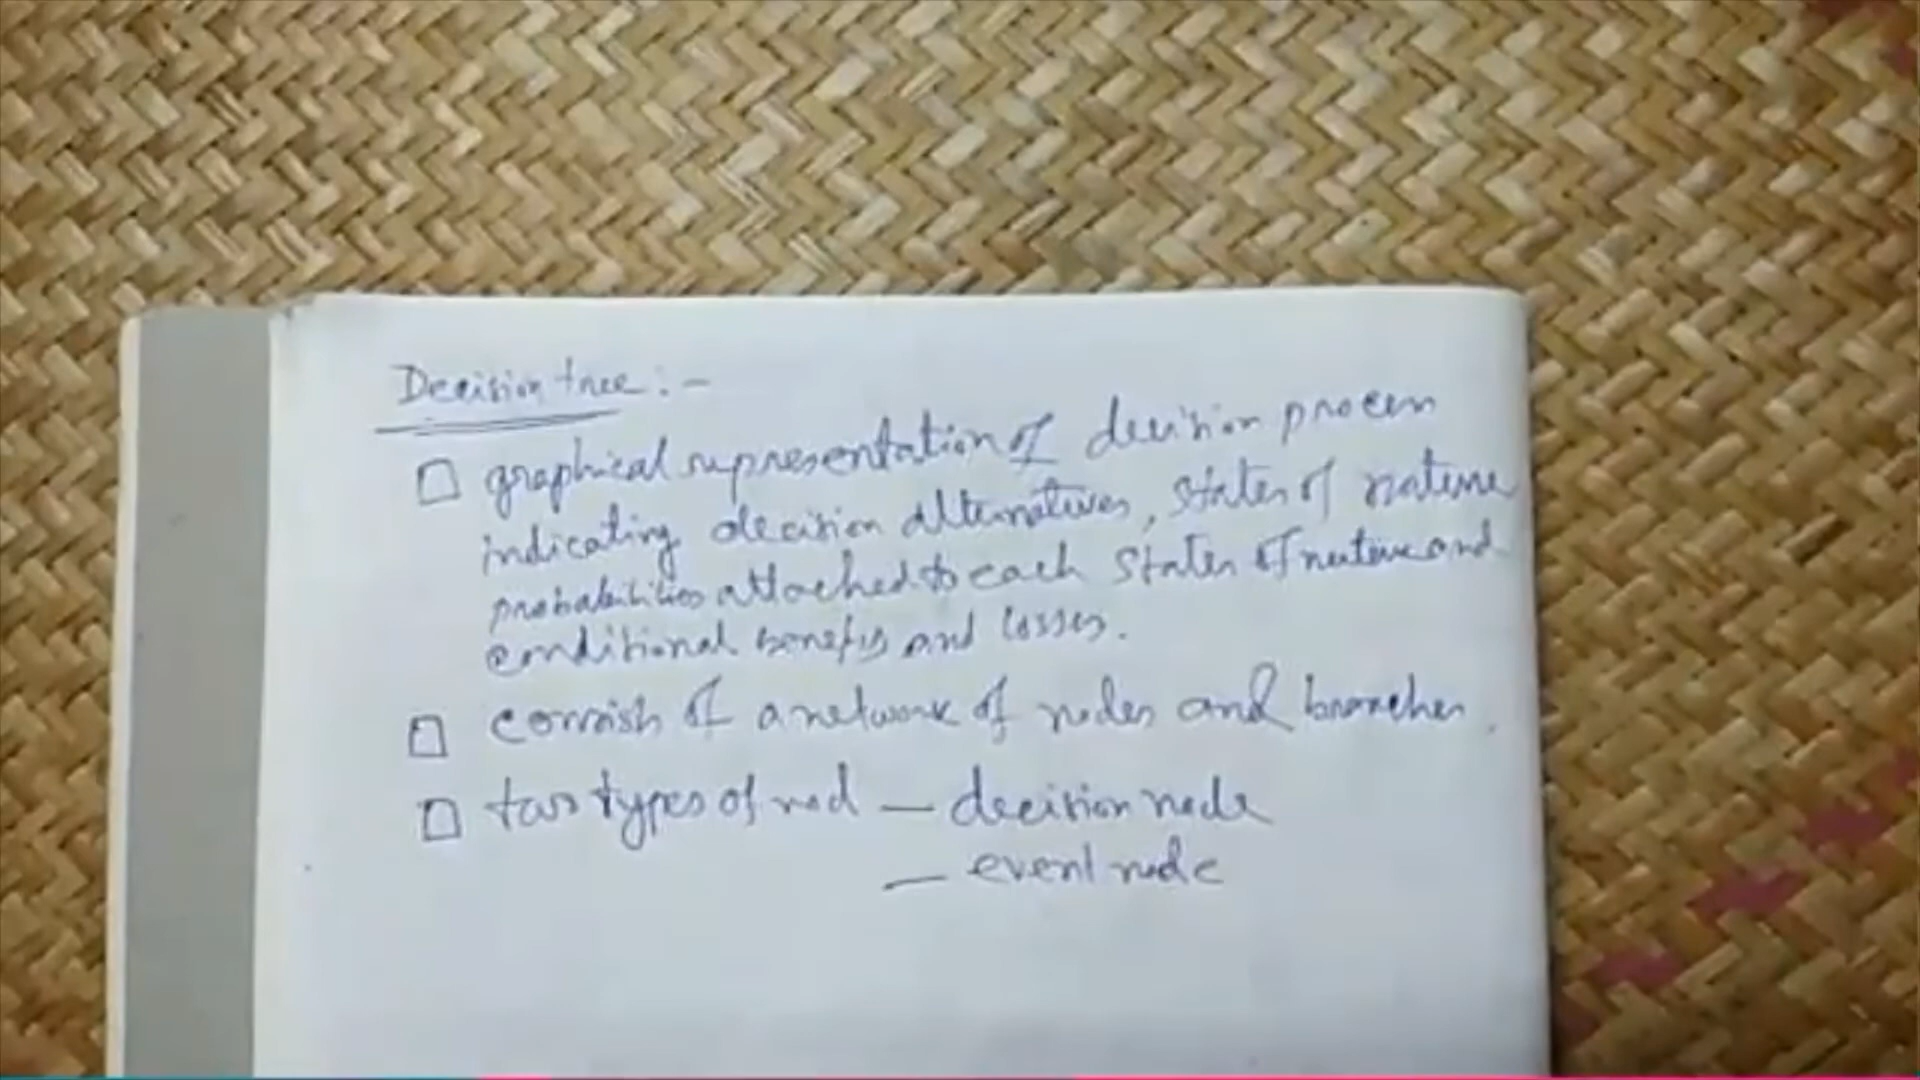 Decision tree :-
□ graphical representation of decision process
indicating decision alternatives, states of nature
probabilities attached to each states of nature and
conditional benefits and losses.
□ consists of a network of nodes and branches.
□ two types of nod — decision node
— event node